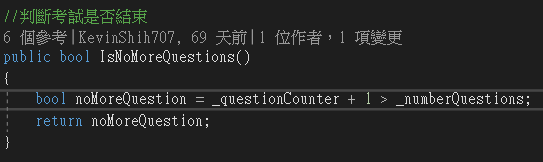 //判斷考試是否結束
6 個參考|KevinShih707, 69 天前|1 位作者，1 項變更
public bool IsNoMoreQuestions()
{
bool noMoreQuestion = _questionCounter + 1 > _numberQuestions;
return noMoreQuestion;
}